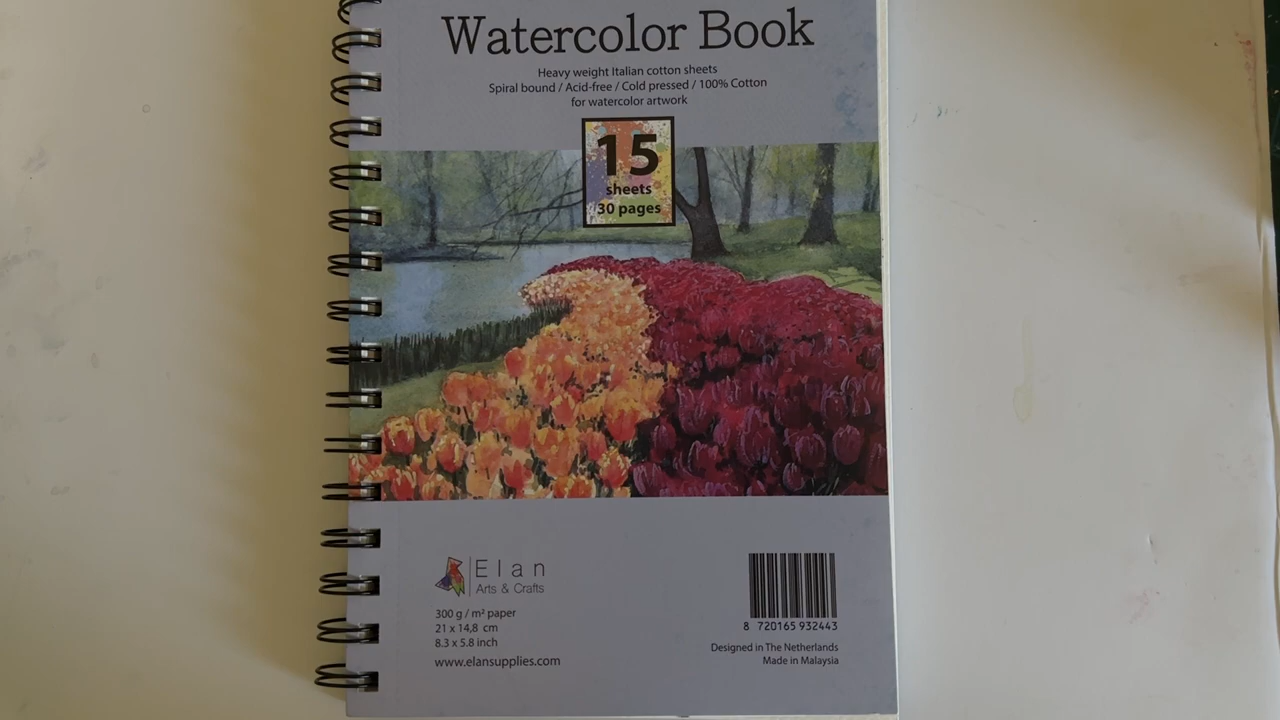 Watercolor Book
Heavy weight Italian cotton sheets
Spiral bound / Acid-free / Cold pressed / 100% Cotton
for watercolor artwork
15
sheets
30 pages
Elan
Arts & Crafts
300 g / m² paper
21 x 14,8 cm
8.3 x 5.8 inch
www.elansupplies.com
8 720165 932443
Designed in The Netherlands
Made in Malaysia